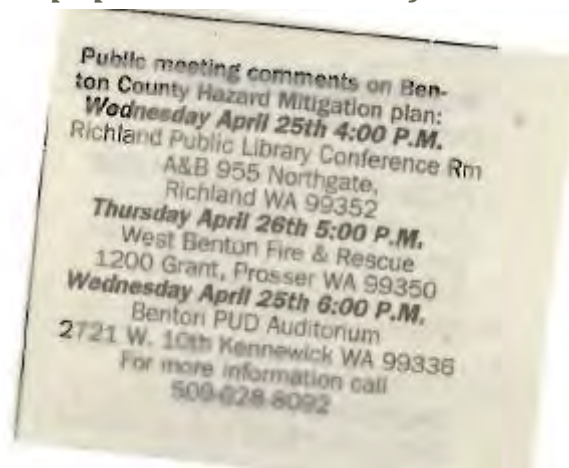 Public meeting comments on Ben-
ton County Hazard Mitigation plan:
Wednesday April 25th 4:00 P.M.
Richland Public Library Conference Rm
A&B 955 Northgate,
Richland WA 99352
Thursday April 26th 5:00 P.M.
West Benton Fire & Rescue
1200 Grant, Prosser WA 99350
Wednesday April 25th 6:00 P.M.
Benton PUD Auditorium
2721 W. 10th Kennewick WA 99336
For more information call
509-628-8092